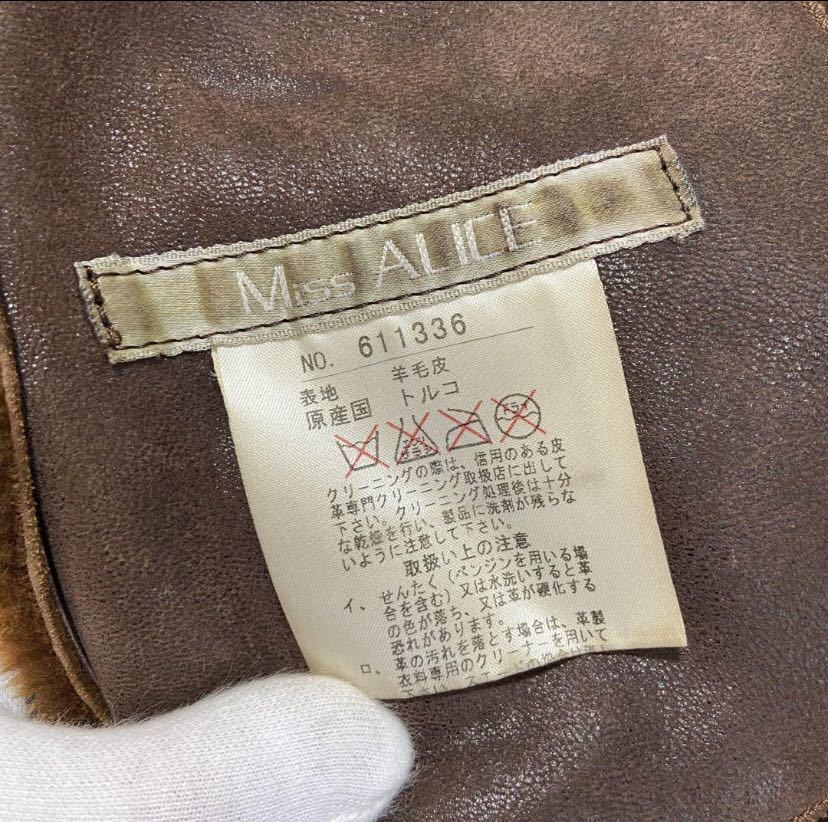 Miss ALICE
NO. 611336
表地 羊毛皮
原産国 トルコ
ドライ
クリーニングの際は、信用のある皮
革専門クリーニング取扱店に出して
下さい。クリーニング処理後は十分
な乾燥を行い、製品に洗剤が残らな
いように注意して下さい。
取扱い上の注意
イ、せんたく(ベンジンを用いる場
合を含む)又は水洗いすると革
の色が落ち、又は革が硬化する
恐れがあります。
ロ、革の汚れを落とす場合は、革製
衣料専用のクリーナーを用いて